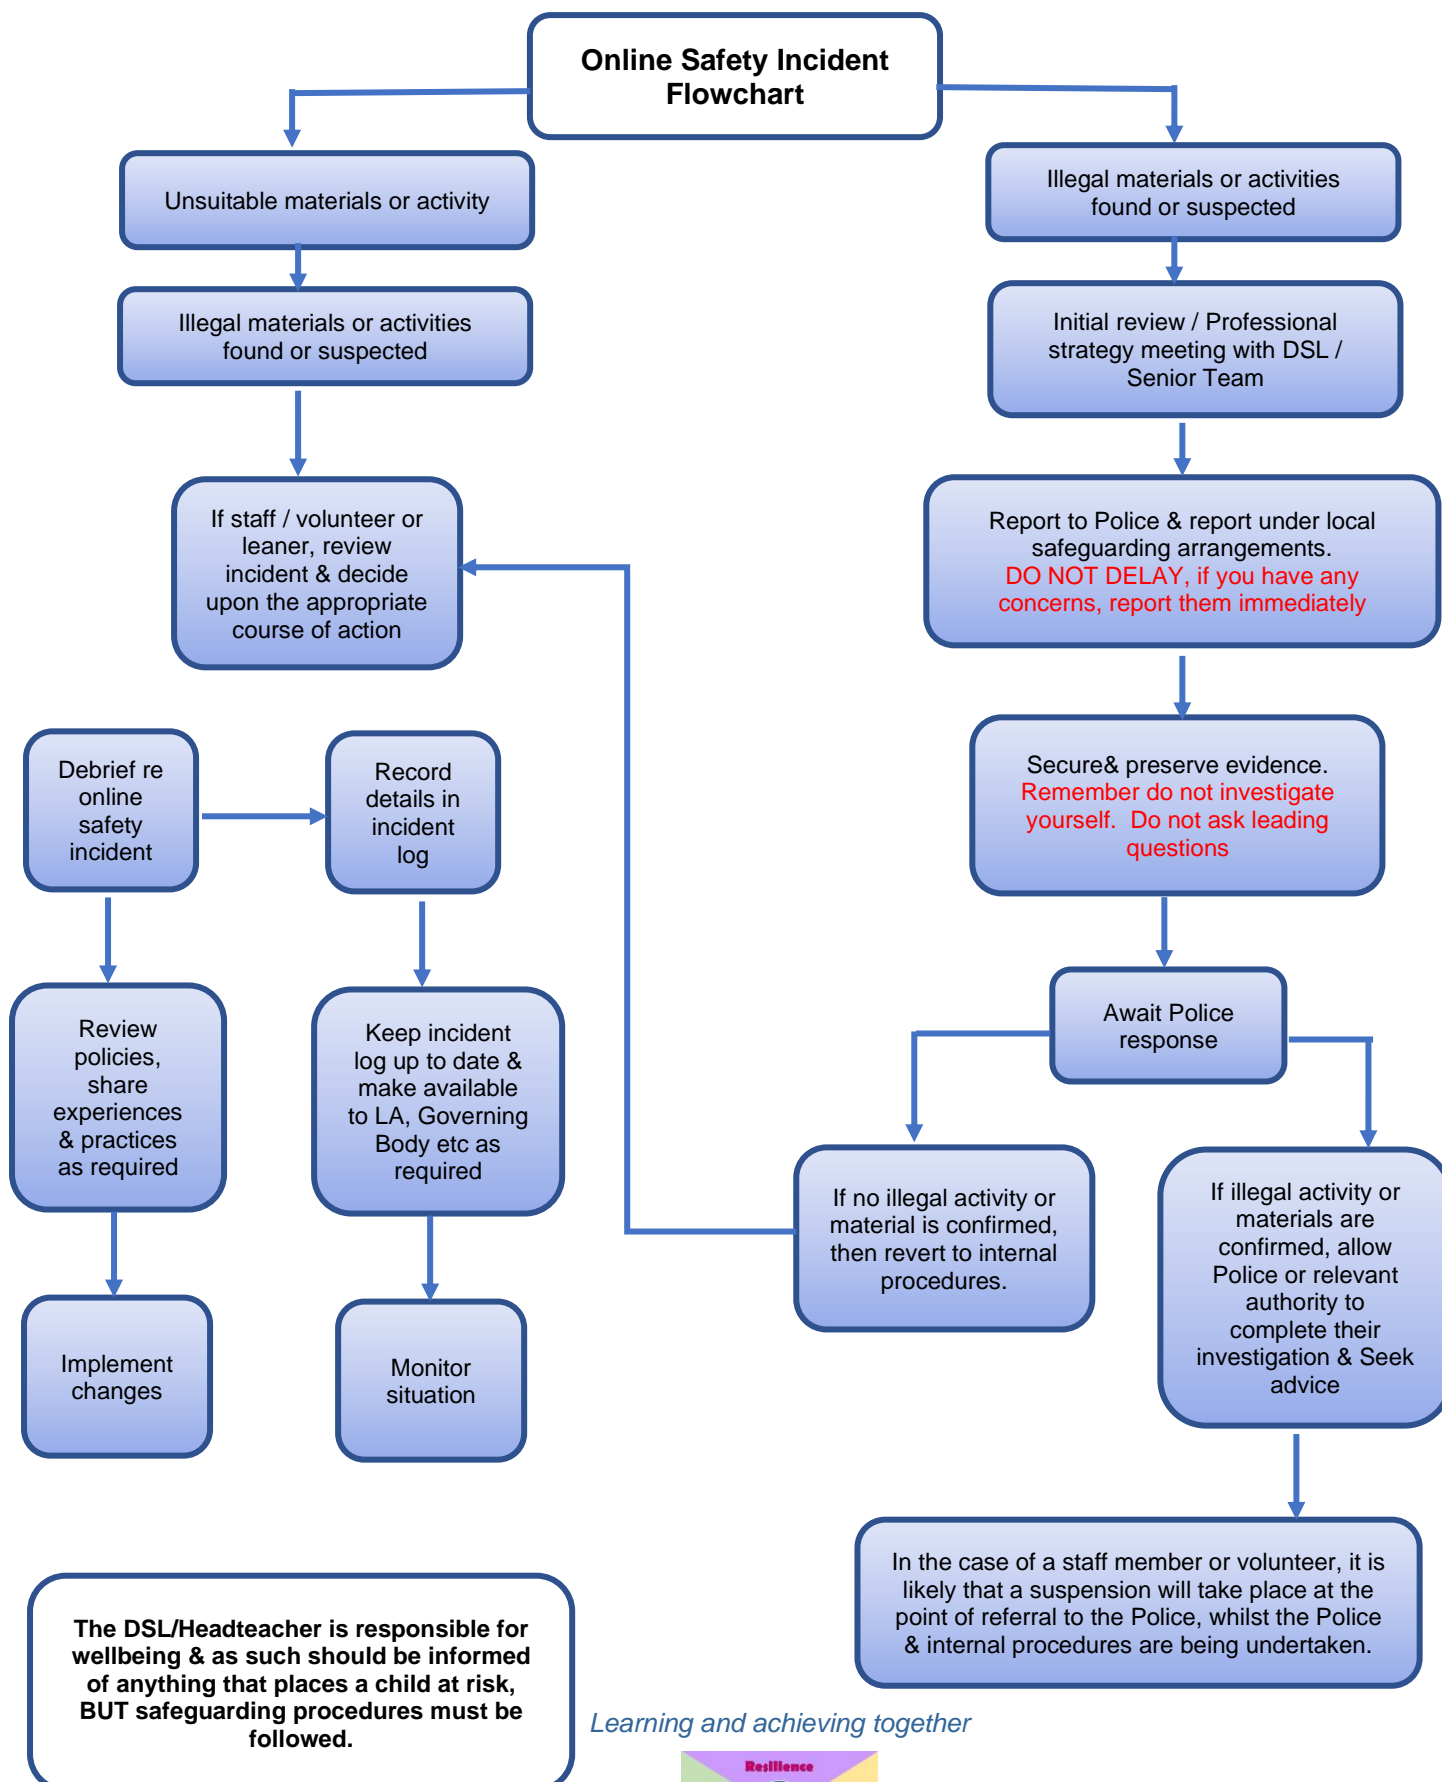 Online Safety Incident
Flowchart
Unsuitable materials or activity
Illegal materials or activities
found or suspected
If staff / volunteer or
leaner, review
incident & decide
upon the appropriate
course of action
Debrief re
online
safety
incident
Record
details in
incident
log
Review
policies,
share
experiences
& practices
as required
Keep incident
log up to date &
make available
to LA, Governing
Body etc as
required
Implement
changes
Monitor
situation
Illegal materials or activities
found or suspected
Initial review / Professional
strategy meeting with DSL /
Senior Team
Report to Police & report under local
safeguarding arrangements.
DO NOT DELAY, if you have any
concerns, report them immediately
Secure& preserve evidence.
Remember do not investigate
yourself.  Do not ask leading
questions
Await Police
response
If no illegal activity or
material is confirmed,
then revert to internal
procedures.
If illegal activity or
materials are
confirmed, allow
Police or relevant
authority to
complete their
investigation & Seek
advice
In the case of a staff member or volunteer, it is
likely that a suspension will take place at the
point of referral to the Police, whilst the Police
& internal procedures are being undertaken.
The DSL/Headteacher is responsible for
wellbeing & as such should be informed
of anything that places a child at risk,
BUT safeguarding procedures must be
followed.
Learning and achieving together
Resilience